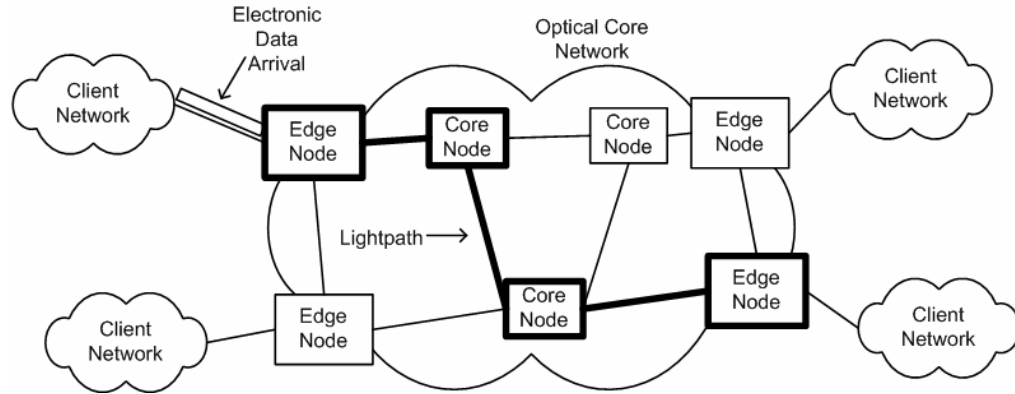 Electronic
Data
Arrival
Optical Core
Network
Client
Network
Client
Network
Edge
Node
Core
Node
Core
Node
Edge
Node
Lightpath
Edge
Node
Core
Node
Edge
Node
Client
Network
Client
Network